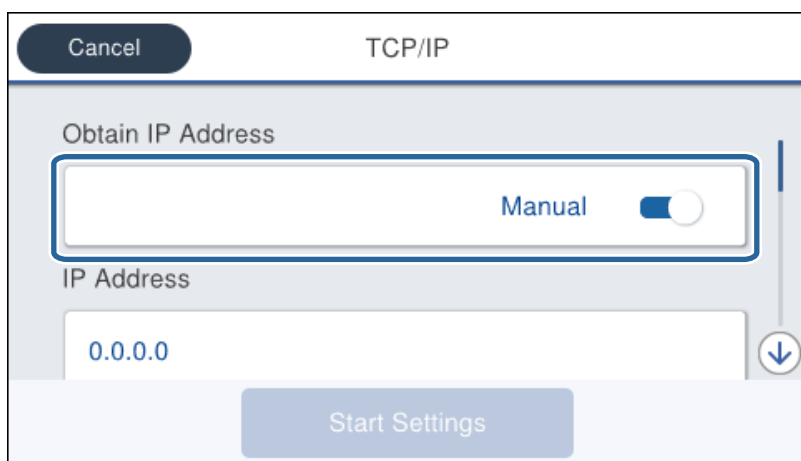 Cancel TCP/IP
Obtain IP Address
Manual
IP Address
0.0.0.0
Start Settings